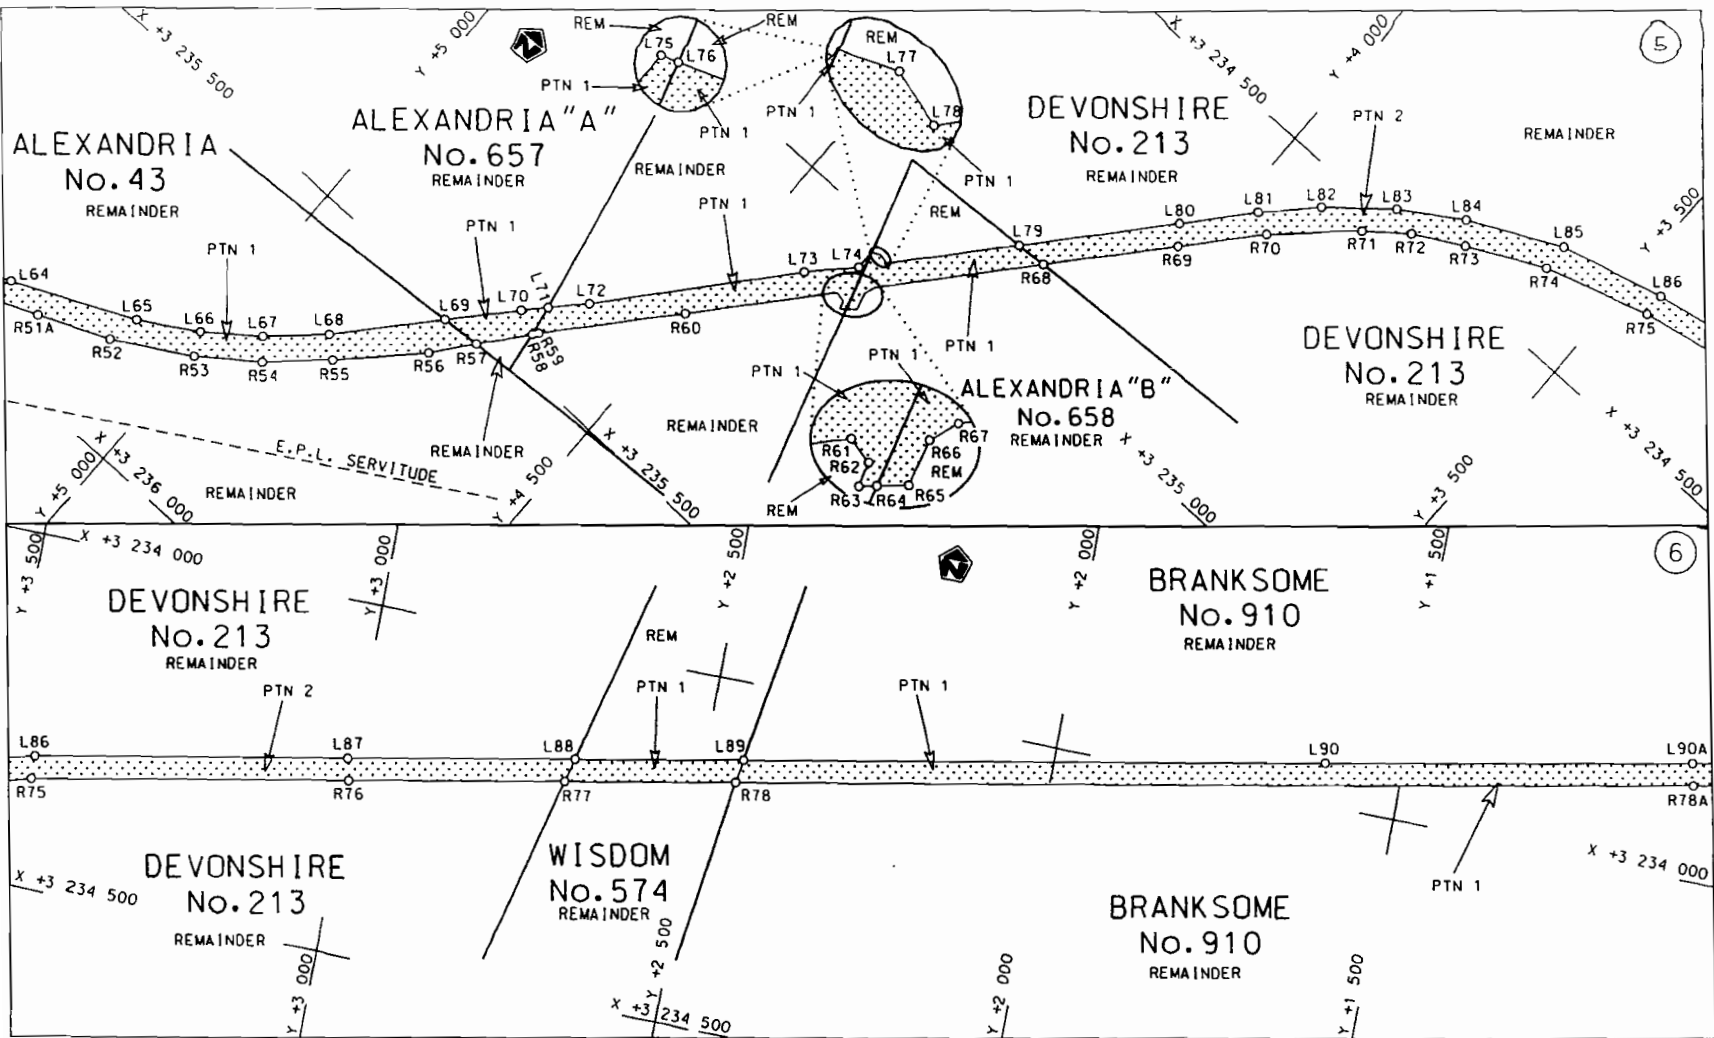 X +3 235 500
Y +5 000
REM
REM
L75
L76
PTN 1
PTN 1
REM
L77
L78
PTN 1
PTN 1
X +3 234 500
Y +4 000
5
ALEXANDRIA
No.43
REMAINDER
ALEXANDRIA "A"
No.657
REMAINDER
REMAINDER
DEVONSHIRE
No.213
REMAINDER
PTN 2
REMAINDER
Y +3 500
REM
PTN 1
PTN 1
PTN 1
L64
L65
L66
L67
L68
L69
L70
L71
L72
L73
L74
L79
L80
L81
L82
L83
L84
L85
L86
R51A
R52
R53
R54
R55
R56
R57
R58
R59
R60
R68
R69
R70
R71
R72
R73
R74
R75
PTN 1
PTN 1
PTN 1
R61
R62
R63
R64
R65
R66
R67
REM
REM
ALEXANDRIA "B"
No.658
REMAINDER
DEVONSHIRE
No.213
REMAINDER
REMAINDER
REMAINDER
E.P.L. SERVITUDE
REMAINDER
Y +5 000
X +3 236 000
Y +4 500
X +3 235 500
X +3 235 000
Y +3 500
X +3 234 500
Y +3 500
X +3 234 000
Y +3 000
Y +2 500
Y +2 000
Y +1 500
6
DEVONSHIRE
No.213
REMAINDER
REM
BRANKSOME
No.910
REMAINDER
PTN 2
PTN 1
PTN 1
L86
L87
L88
L89
L90
L90A
R75
R76
R77
R78
R78A
DEVONSHIRE
No.213
REMAINDER
WISDOM
No.574
REMAINDER
BRANKSOME
No.910
REMAINDER
PTN 1
X +3 234 500
X +3 234 000
Y +3 000
Y +2 500
X +3 234 500
Y +2 000
Y +1 500